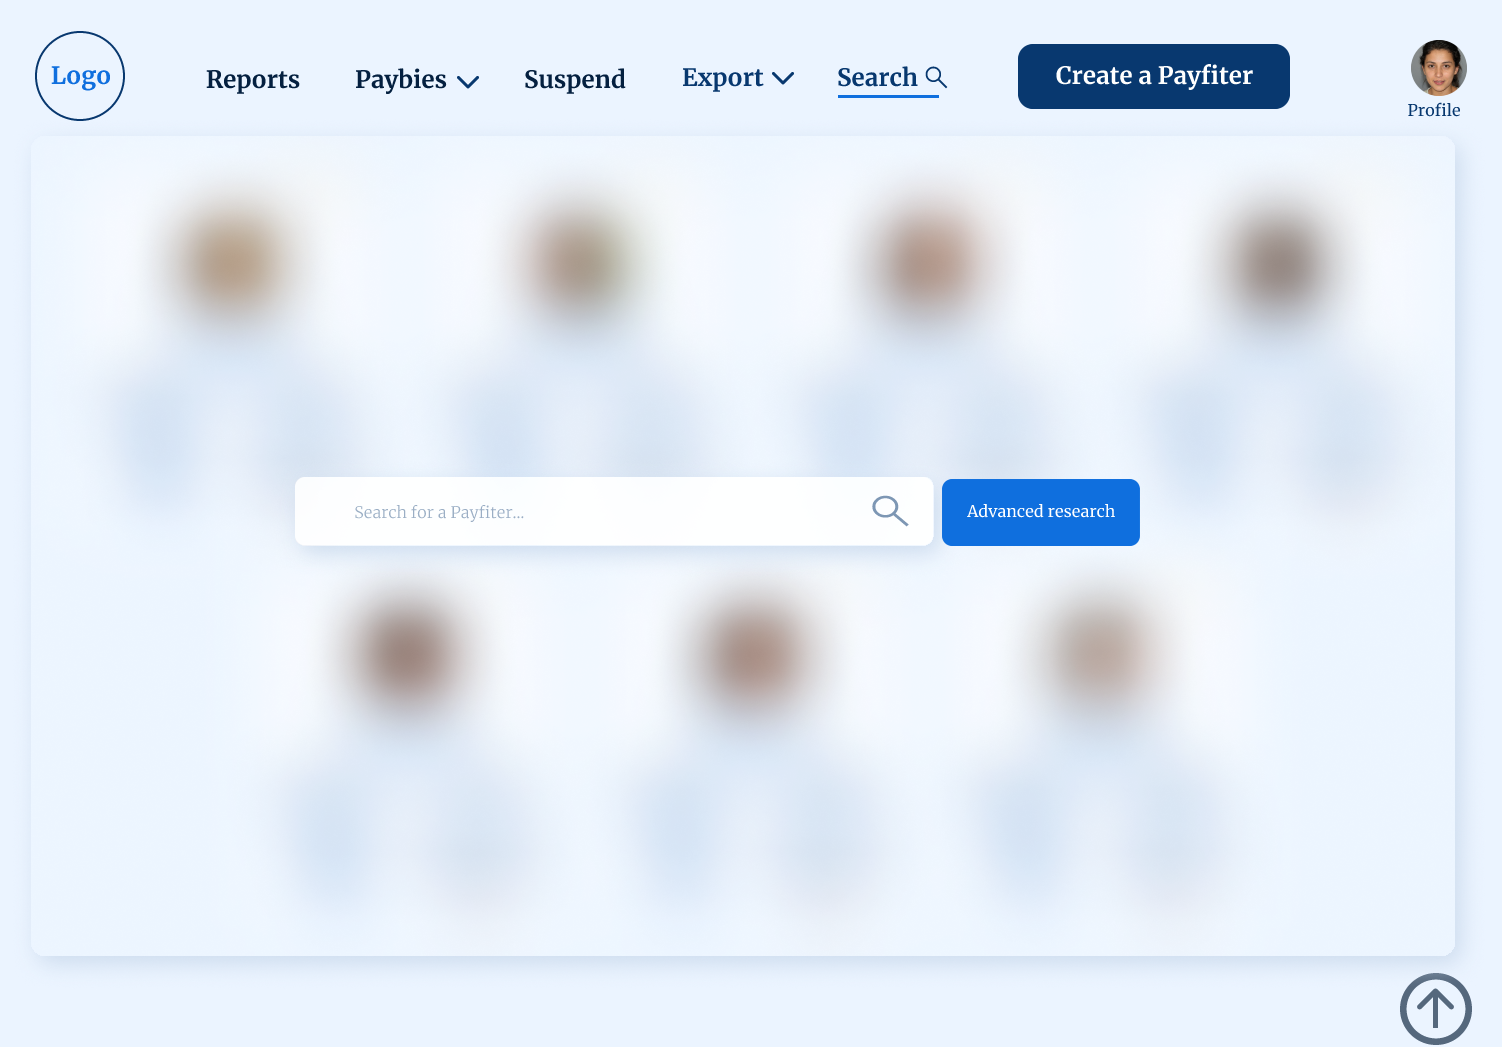 Logo
Reports
Paybies
Suspend
Export
Search
Create a Payfiter
Profile
Search for a Payfiter...
Advanced research